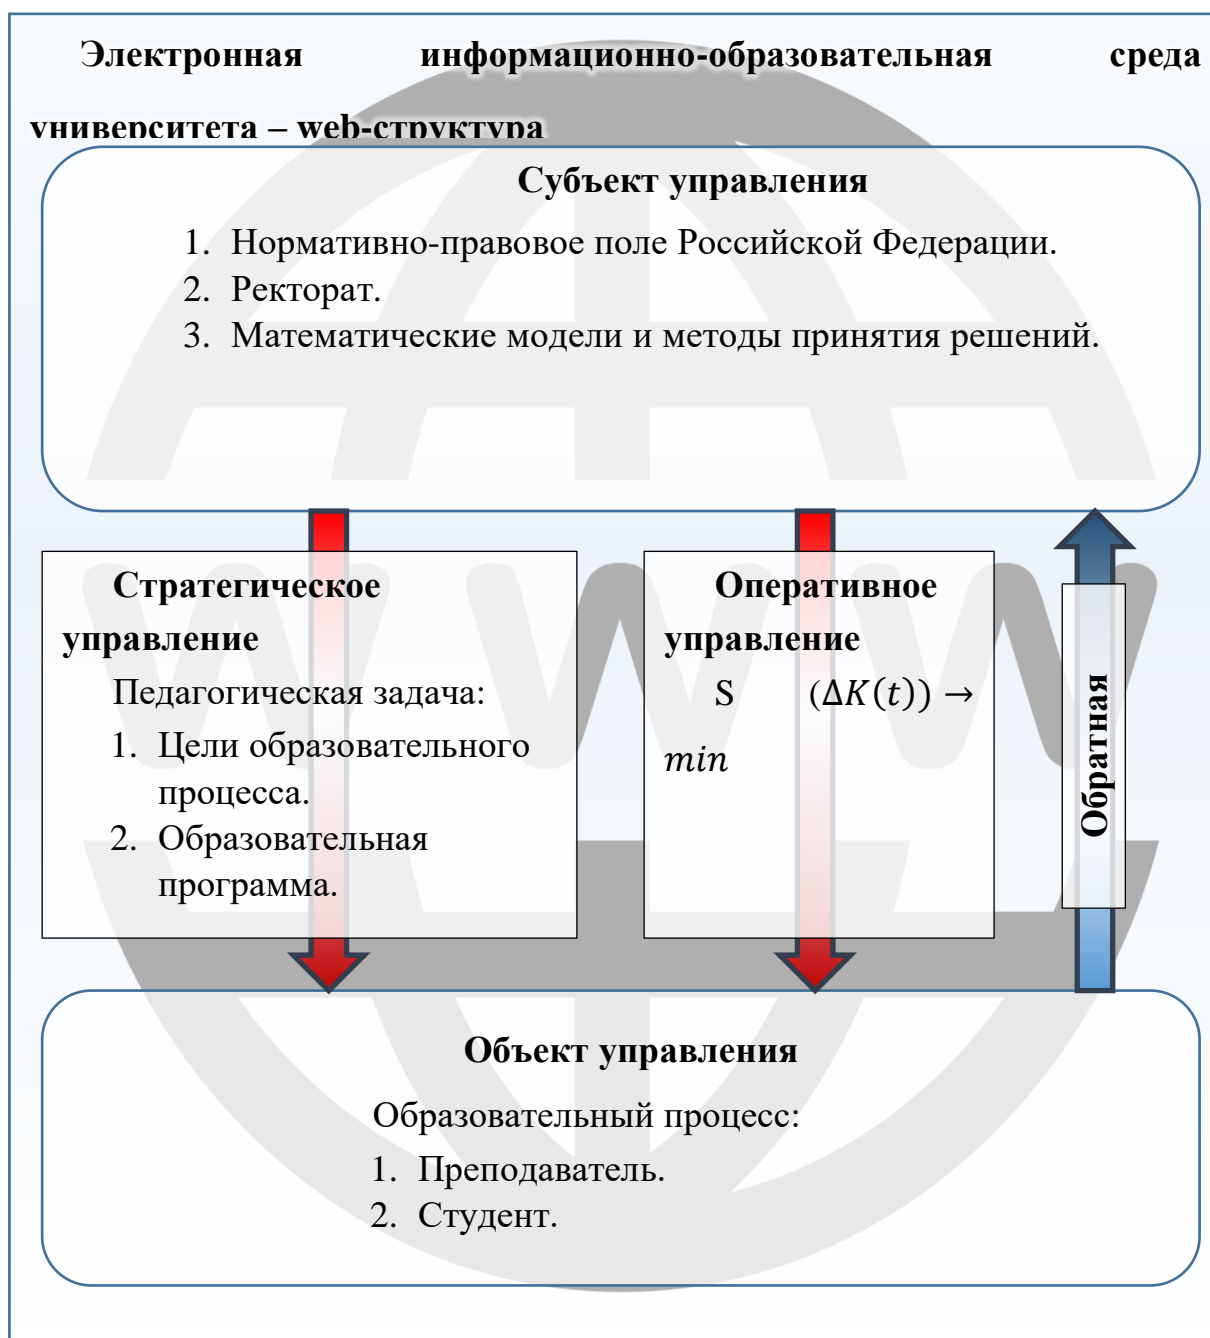 Электронная информационно-образовательная среда
университета – web-структура
Субъект управления
1. Нормативно-правовое поле Российской Федерации.
2. Ректорат.
3. Математические модели и методы принятия решений.
Стратегическое
управление
Педагогическая задача:
1. Цели образовательного
процесса.
2. Образовательная
программа.
Оперативное
управление
S (ΔK(t)) →
min
Обратная
WWW
Объект управления
Образовательный процесс:
1. Преподаватель.
2. Студент.